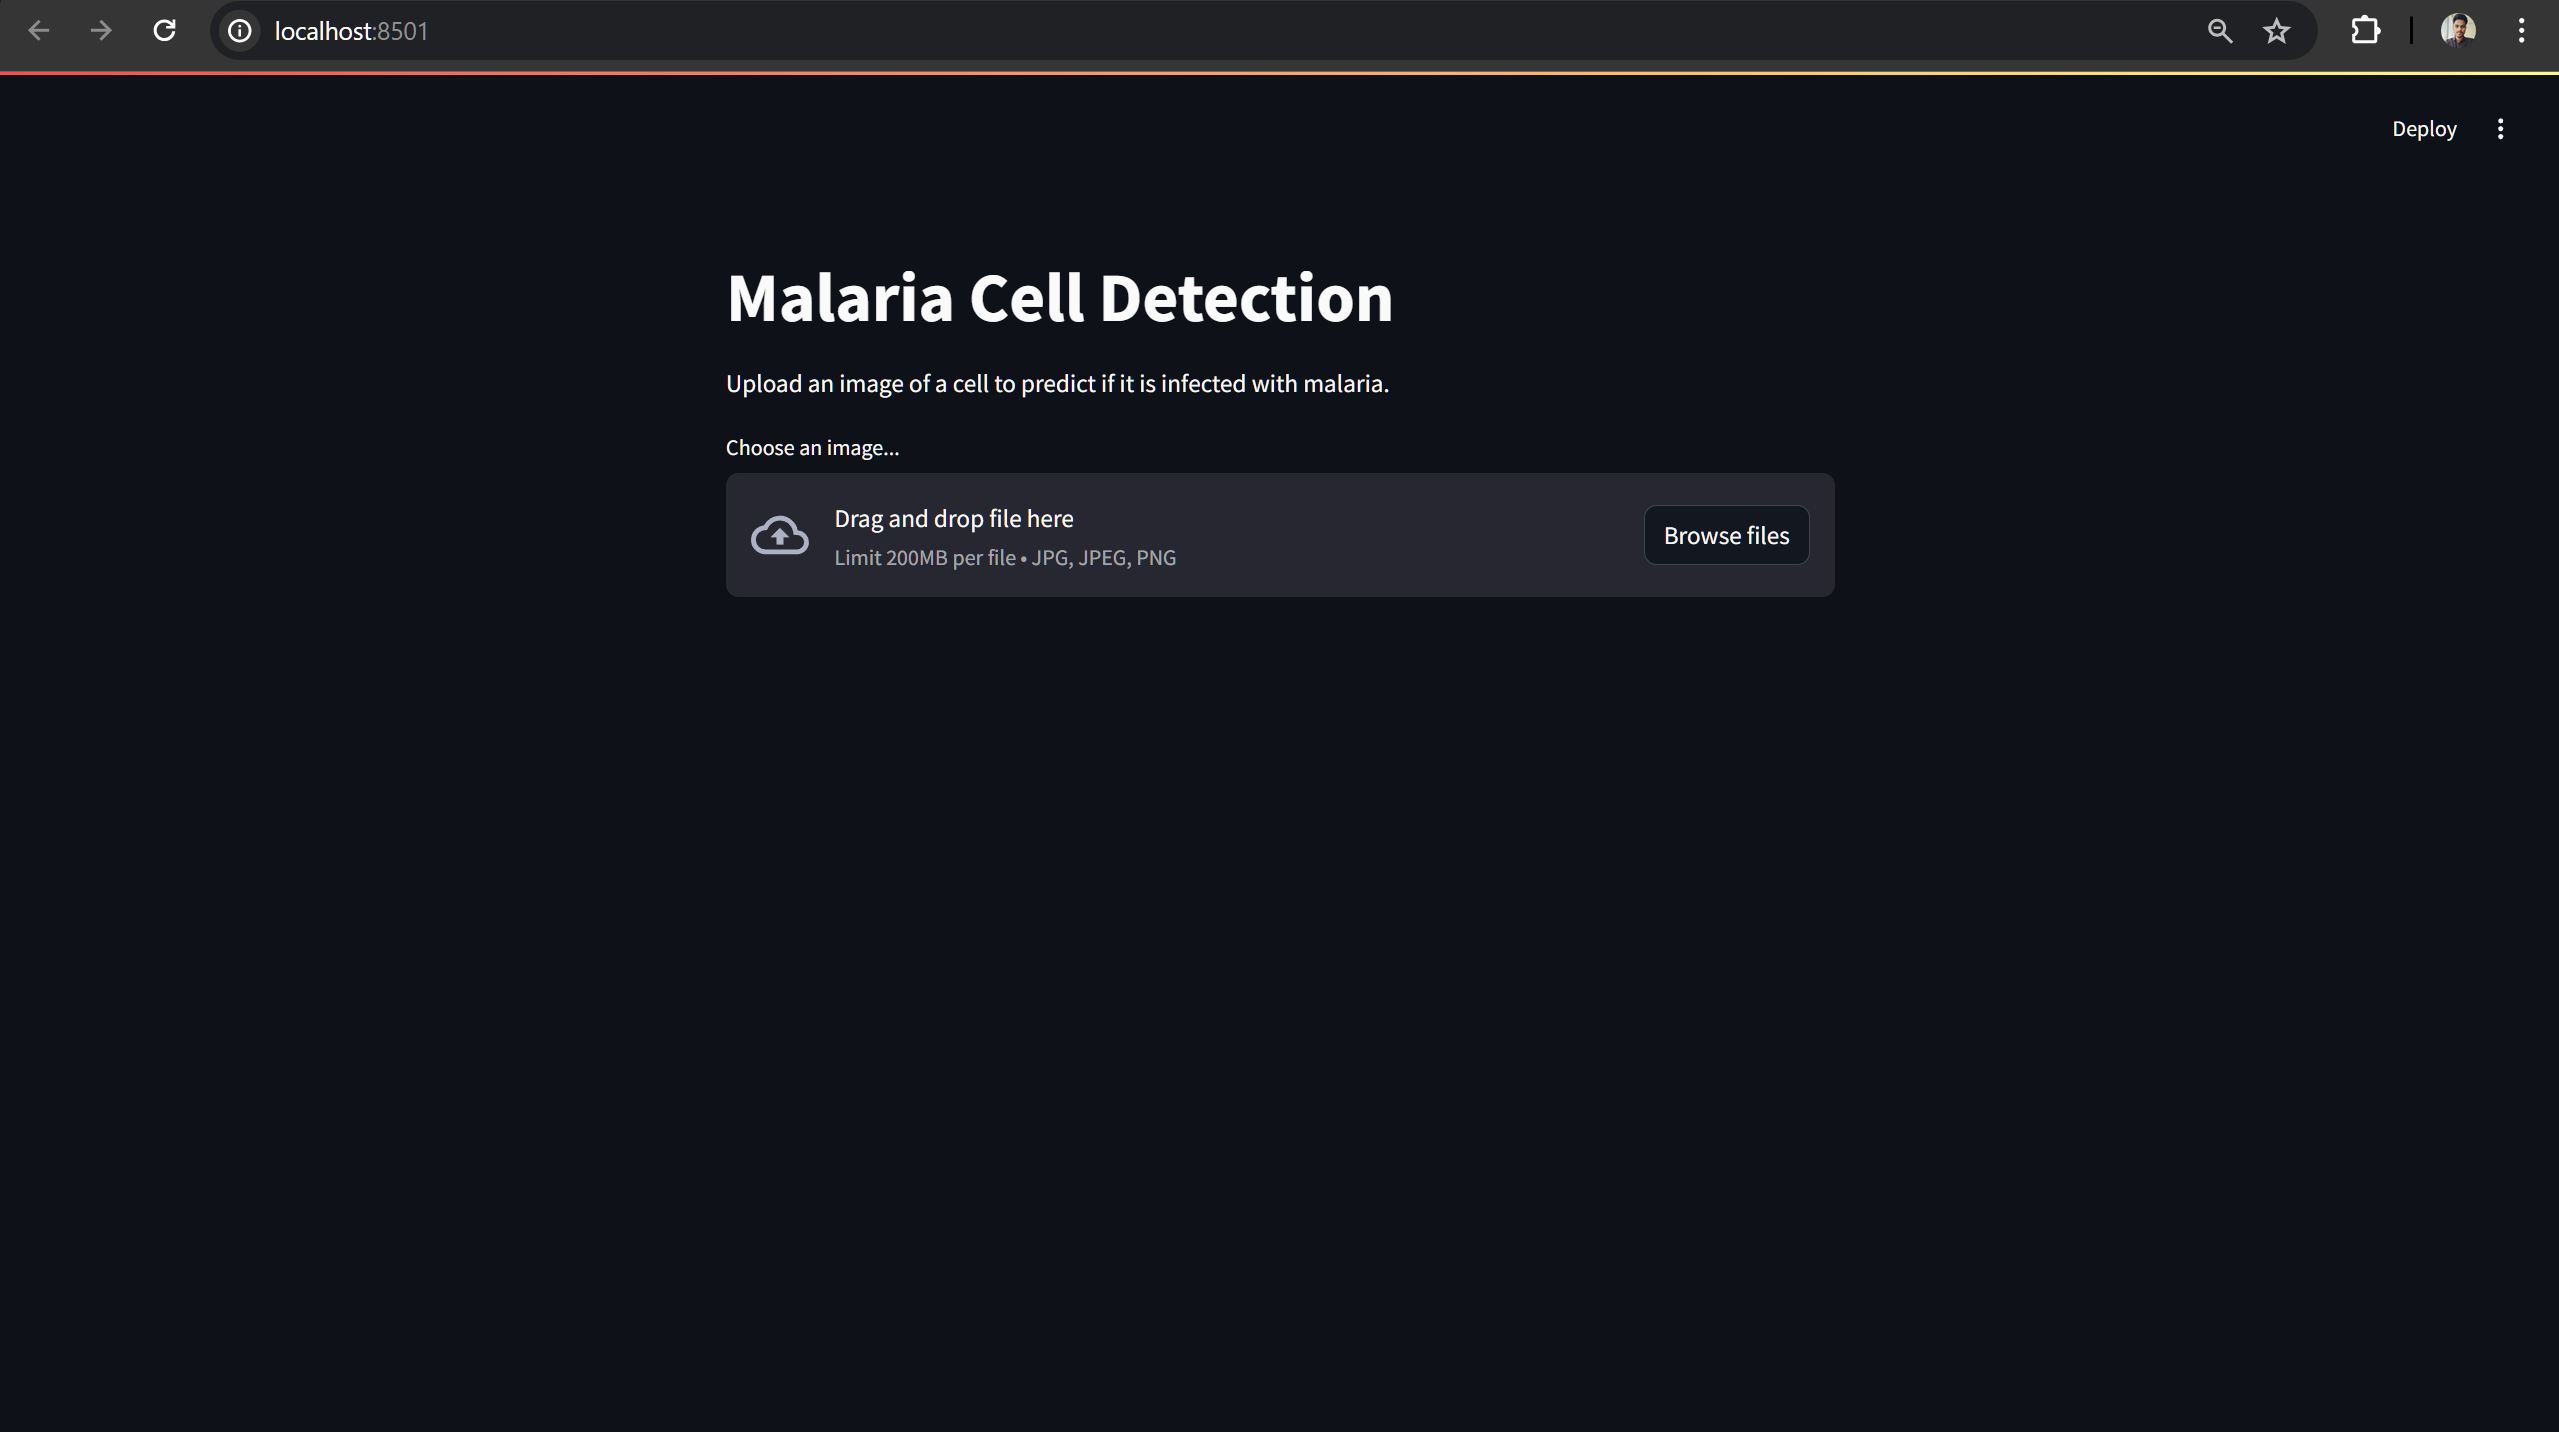 localhost:8501
Deploy
Malaria Cell Detection
Upload an image of a cell to predict if it is infected with malaria.
Choose an image...
Drag and drop file here
Limit 200MB per file • JPG, JPEG, PNG
Browse files